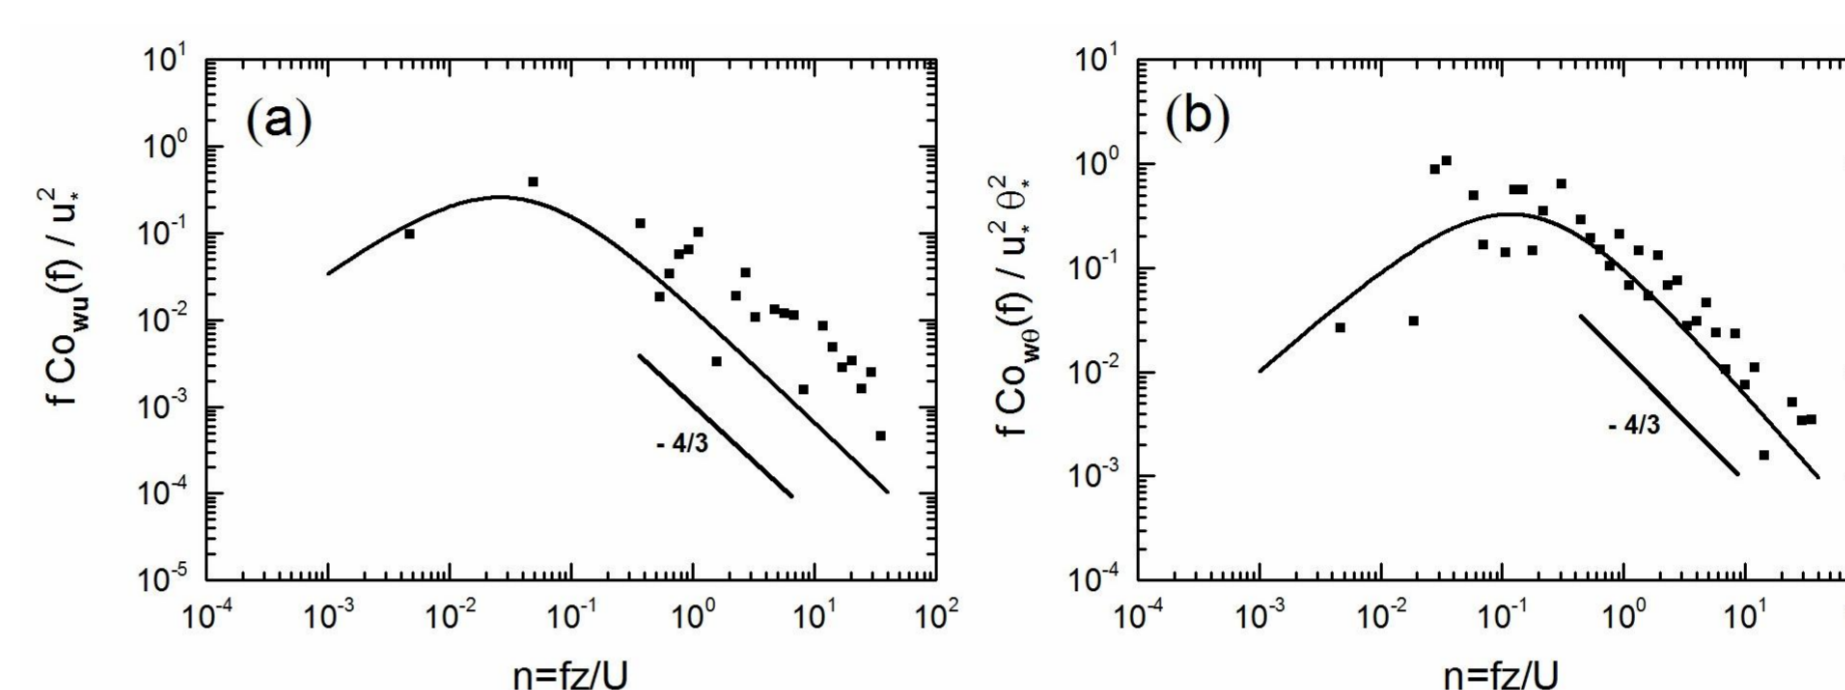 (a)
f Co_wu(f) / u_*^2
10^1
10^0
10^-1
10^-2
10^-3
10^-4
10^-5
- 4/3
10^-4 10^-3 10^-2 10^-1 10^0 10^1 10^2
n=fz/U
(b)
f Co_wθ(f) / u_*^2 θ_*^2
10^1
10^0
10^-1
10^-2
10^-3
10^-4
- 4/3
10^-4 10^-3 10^-2 10^-1 10^0 10^1
n=fz/U